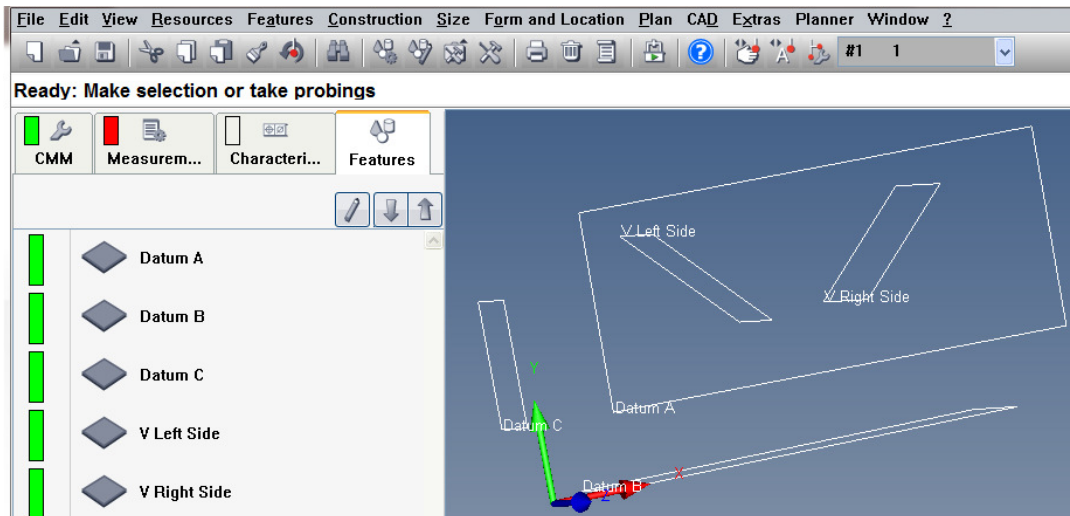 File Edit View Resources Features Construction Size Form and Location Plan CAD Extras Planner Window ?
#1 1
Ready: Make selection or take probings
CMM Measurem... Characteri... Features
Datum A
Datum B
Datum C
V Left Side
V Right Side
V Left Side
V Right Side
Y
Datum A
Datum C
X
Datum B
Z